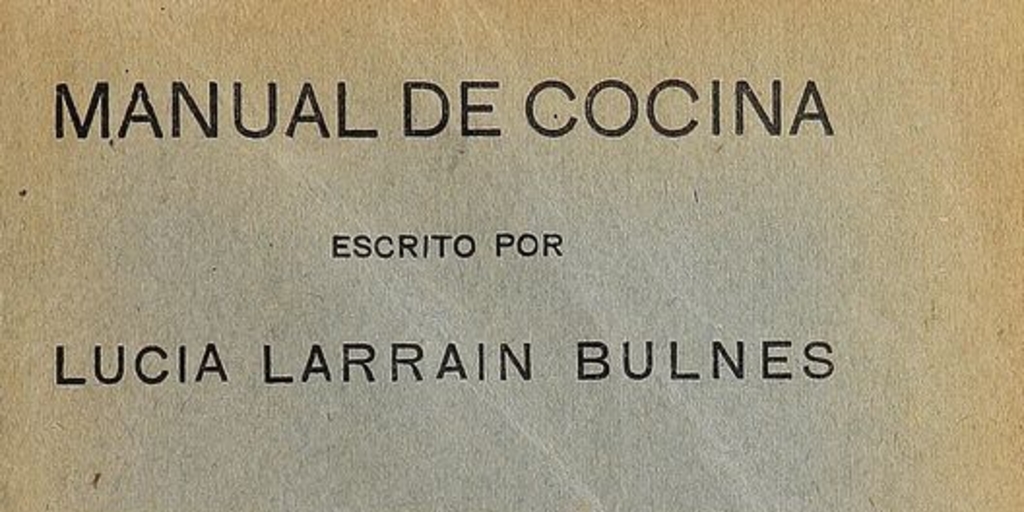 MANUAL DE COCINA
ESCRITO POR
LUCIA LARRAIN BULNES